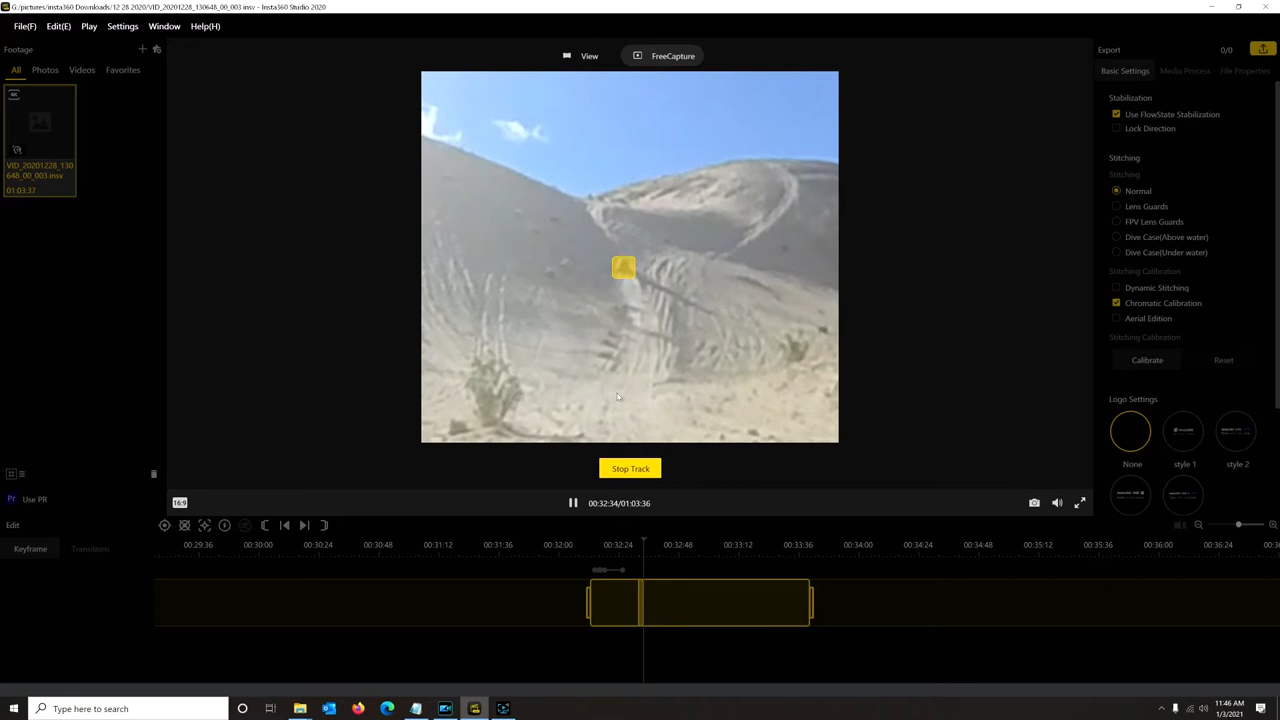 G:/pictures/insta360 Downloads/12 28 2020/VID_20201228_130648_00_003.insv - Insta360 Studio 2020
File(F) Edit(E) Play Settings Window Help(H)
Footage
All Photos Videos Favorites
4K
VID_20201228_130
648_00_003.insv
01:03:37
View FreeCapture
Stop Track
16:9
00:32:34/01:03:36
Export 0/0
Basic Settings Media Process File Properties
Stabilization
Use FlowState Stabilization
Lock Direction
Stitching
Stitching
Normal
Lens Guards
FPV Lens Guards
Dive Case(Above water)
Dive Case(Under water)
Stitching Calibration
Dynamic Stitching
Chromatic Calibration
Aerial Edition
Stitching Calibration
Calibrate Reset
Logo Settings
None style 1 style 2
Pr Use PR
Edit
Keyframe Transitions
00:29:36 00:30:00 00:30:24 00:30:48 00:31:12 00:31:36 00:32:00 00:32:24 00:32:48 00:33:12 00:33:36 00:34:00 00:34:24 00:34:48 00:35:12 00:35:36 00:36:00 00:36:24
Type here to search
11:46 AM
1/3/2021